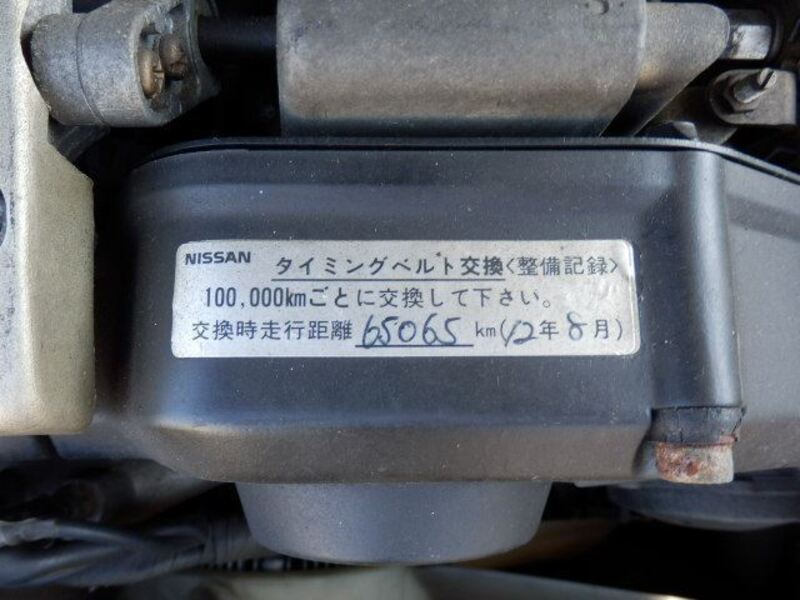 NISSAN タイミングベルト交換<整備記録>
100,000kmごとに交換して下さい。
交換時走行距離 65065 km(12年8月)